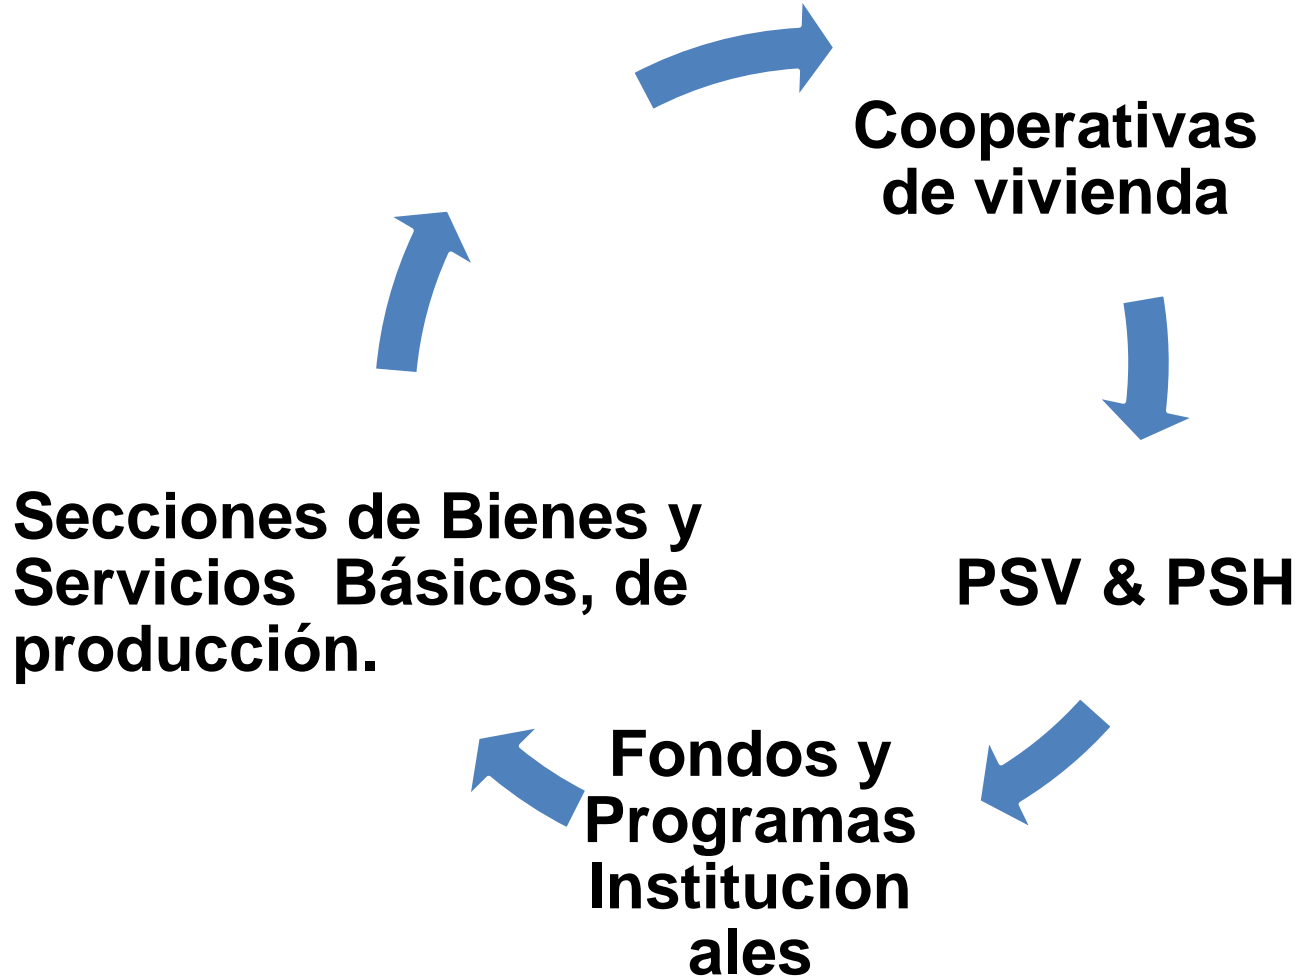 Cooperativas
de vivienda
PSV & PSH
Fondos y
Programas
Institucion
ales
Secciones de Bienes y
Servicios  Básicos, de
producción.